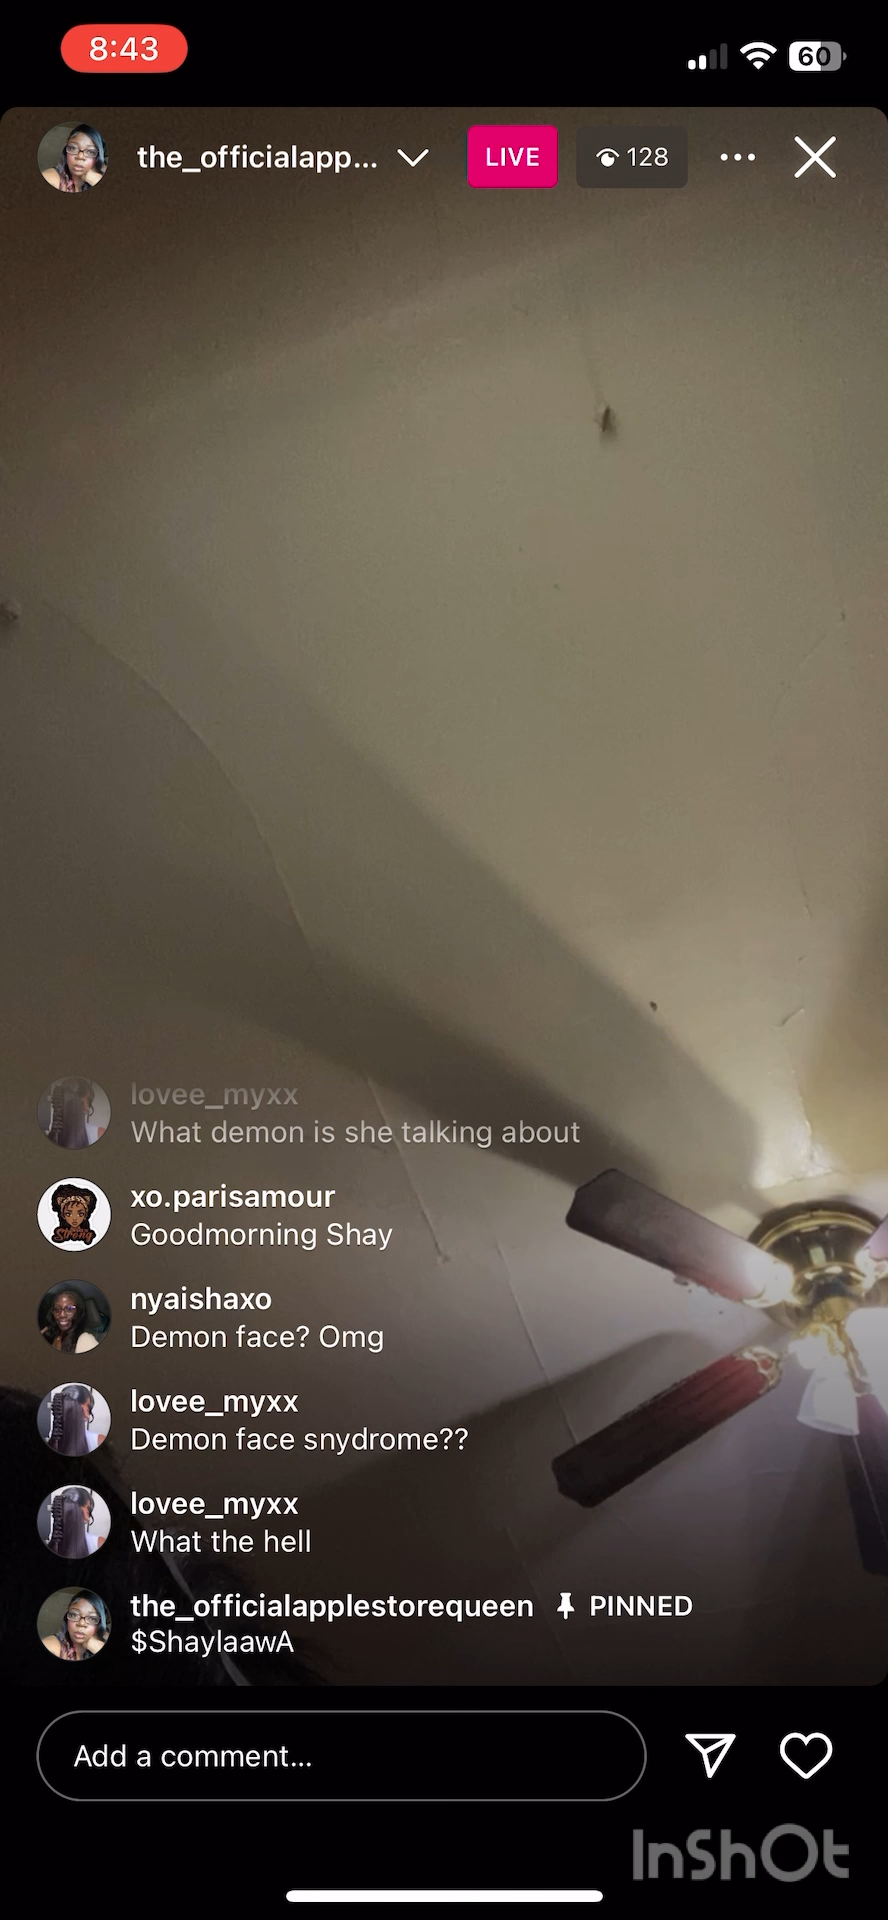 8:43
60
the_officialapp...
LIVE
128
lovee_myxx
What demon is she talking about
xo.parisamour
Strong
Goodmorning Shay
nyaishaxo
Demon face? Omg
lovee_myxx
Demon face snydrome??
lovee_myxx
What the hell
the_officialapplestorequeen PINNED
$ShaylaawA
Add a comment...
InShOt